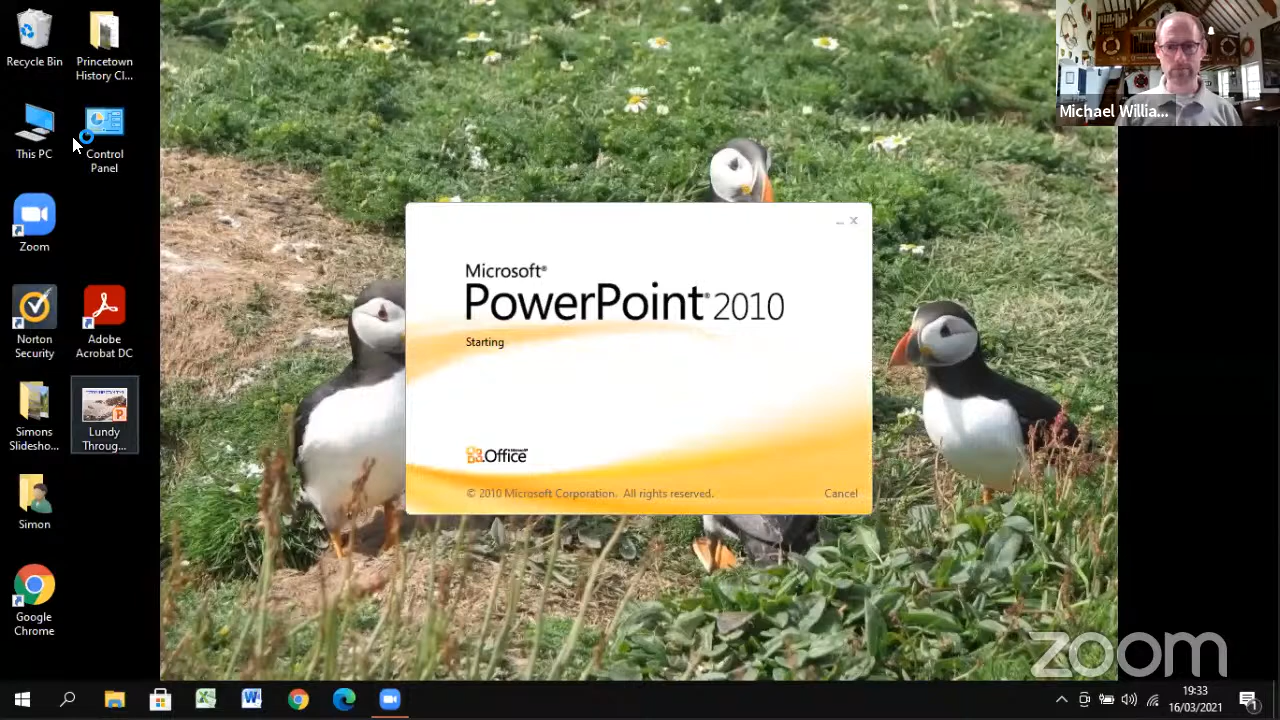 Recycle Bin
Princetown
History Cl...
This PC
Control
Panel
Zoom
Norton
Security
Adobe
Acrobat DC
Simons
Slidesho...
Lundy
Throug...
Simon
Google
Chrome
Microsoft®
PowerPoint® 2010
Starting
Office
© 2010 Microsoft Corporation. All rights reserved.
Cancel
Michael Willia...
zoom
19:33
16/03/2021
1